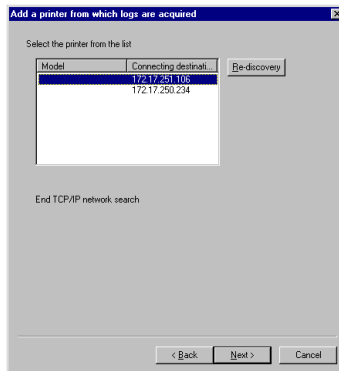 Add a printer from which logs are acquired
Select the printer from the list
Model Connecting destinati...
172.17.251.106
172.17.250.234
Re-discovery
End TCP/IP network search
< Back Next > Cancel